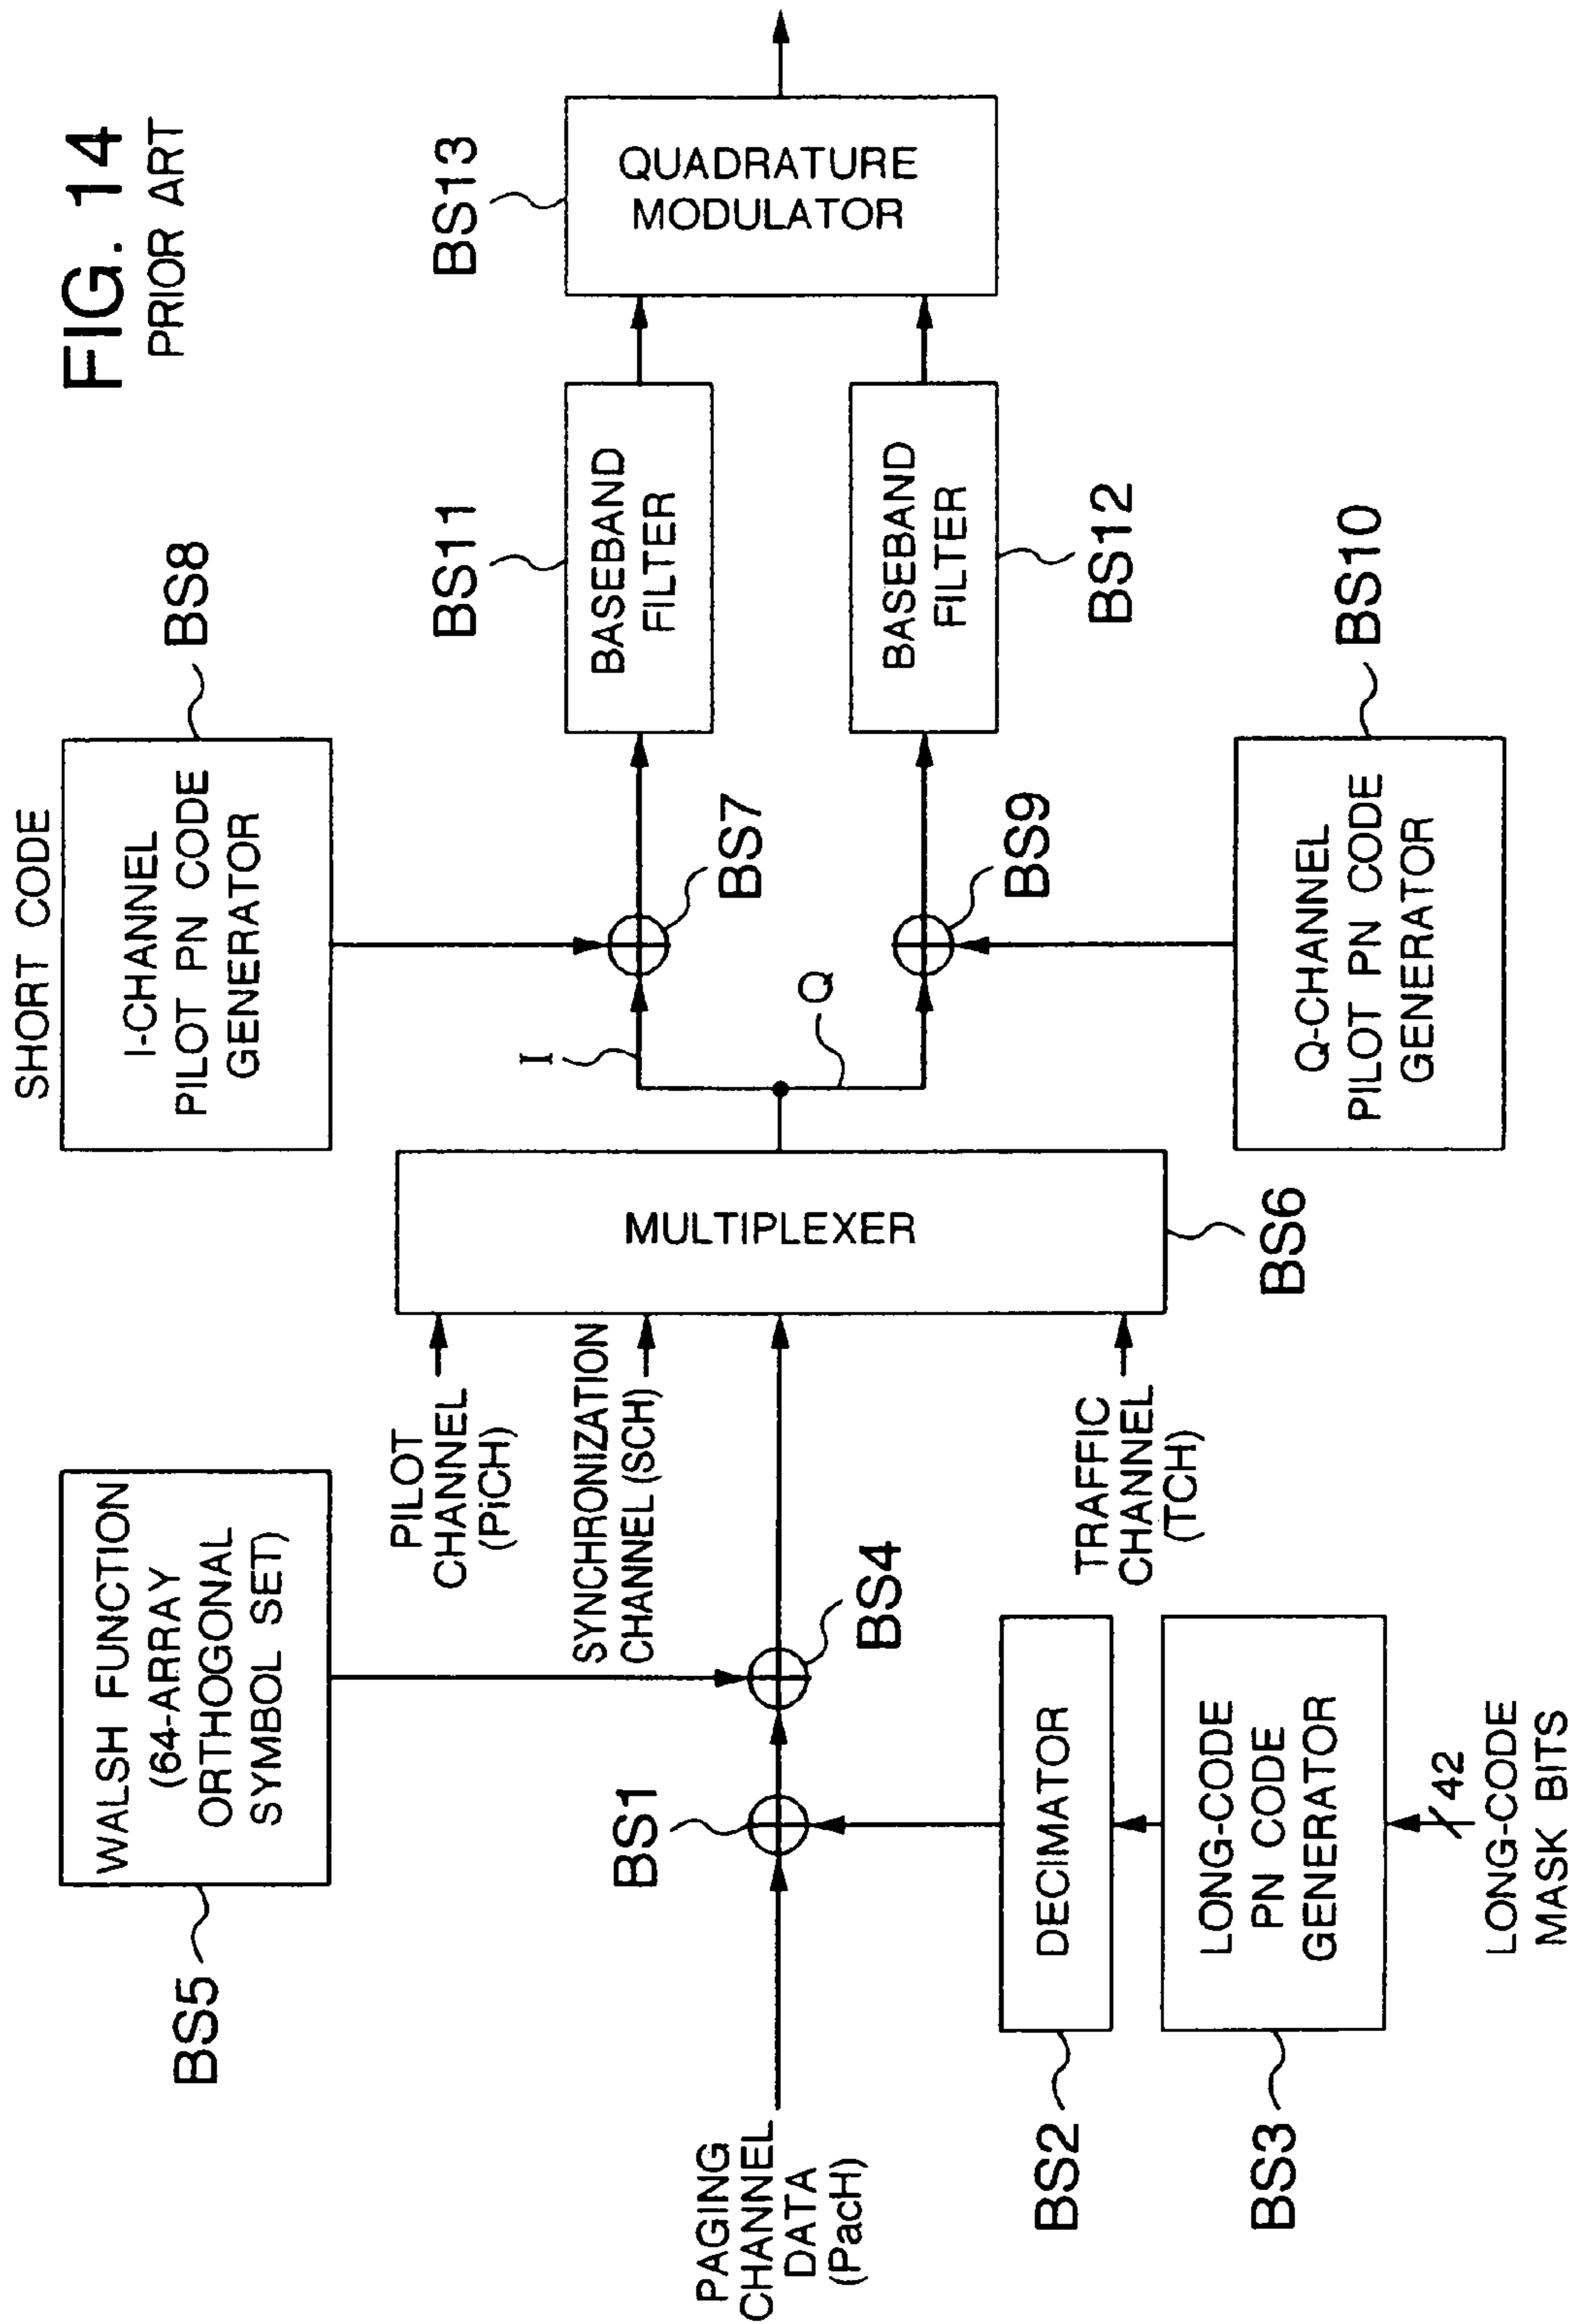 FIG. 14
PRIOR ART
SHORT CODE
WALSH FUNCTION
(64-ARRAY
ORTHOGONAL
SYMBOL SET)
BS5
I-CHANNEL
PILOT PN CODE
GENERATOR
BS8
PILOT
CHANNEL
(PiCH)
SYNCHRONIZATION
CHANNEL (SCH)
PAGING
CHANNEL
DATA
(PacH)
BS1
BS4
MULTIPLEXER
BS6
I
Q
BS7
BS9
BS11
BASEBAND
FILTER
BASEBAND
FILTER
BS12
BS13
QUADRATURE
MODULATOR
TRAFFIC
CHANNEL
(TCH)
DECIMATOR
BS2
LONG-CODE
PN CODE
GENERATOR
BS3
42
LONG-CODE
MASK BITS
Q-CHANNEL
PILOT PN CODE
GENERATOR
BS10